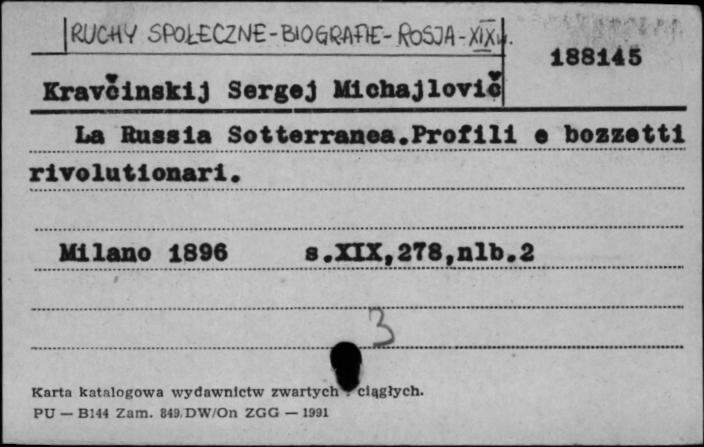 RUCHY SPOŁECZNE-BIOGRAFIE-ROSJA-XIXw.
188145
Kravčinskij Sergej Michajlovič
La Russia Sotterranea.Profili e bozzetti
rivolutionari.
Milano 1896 s.XIX,278,nlb.2
3
Karta katalogowa wydawnictw zwartych ciągłych.
PU — B144 Zam. 849.DW/On ZGG — 1991